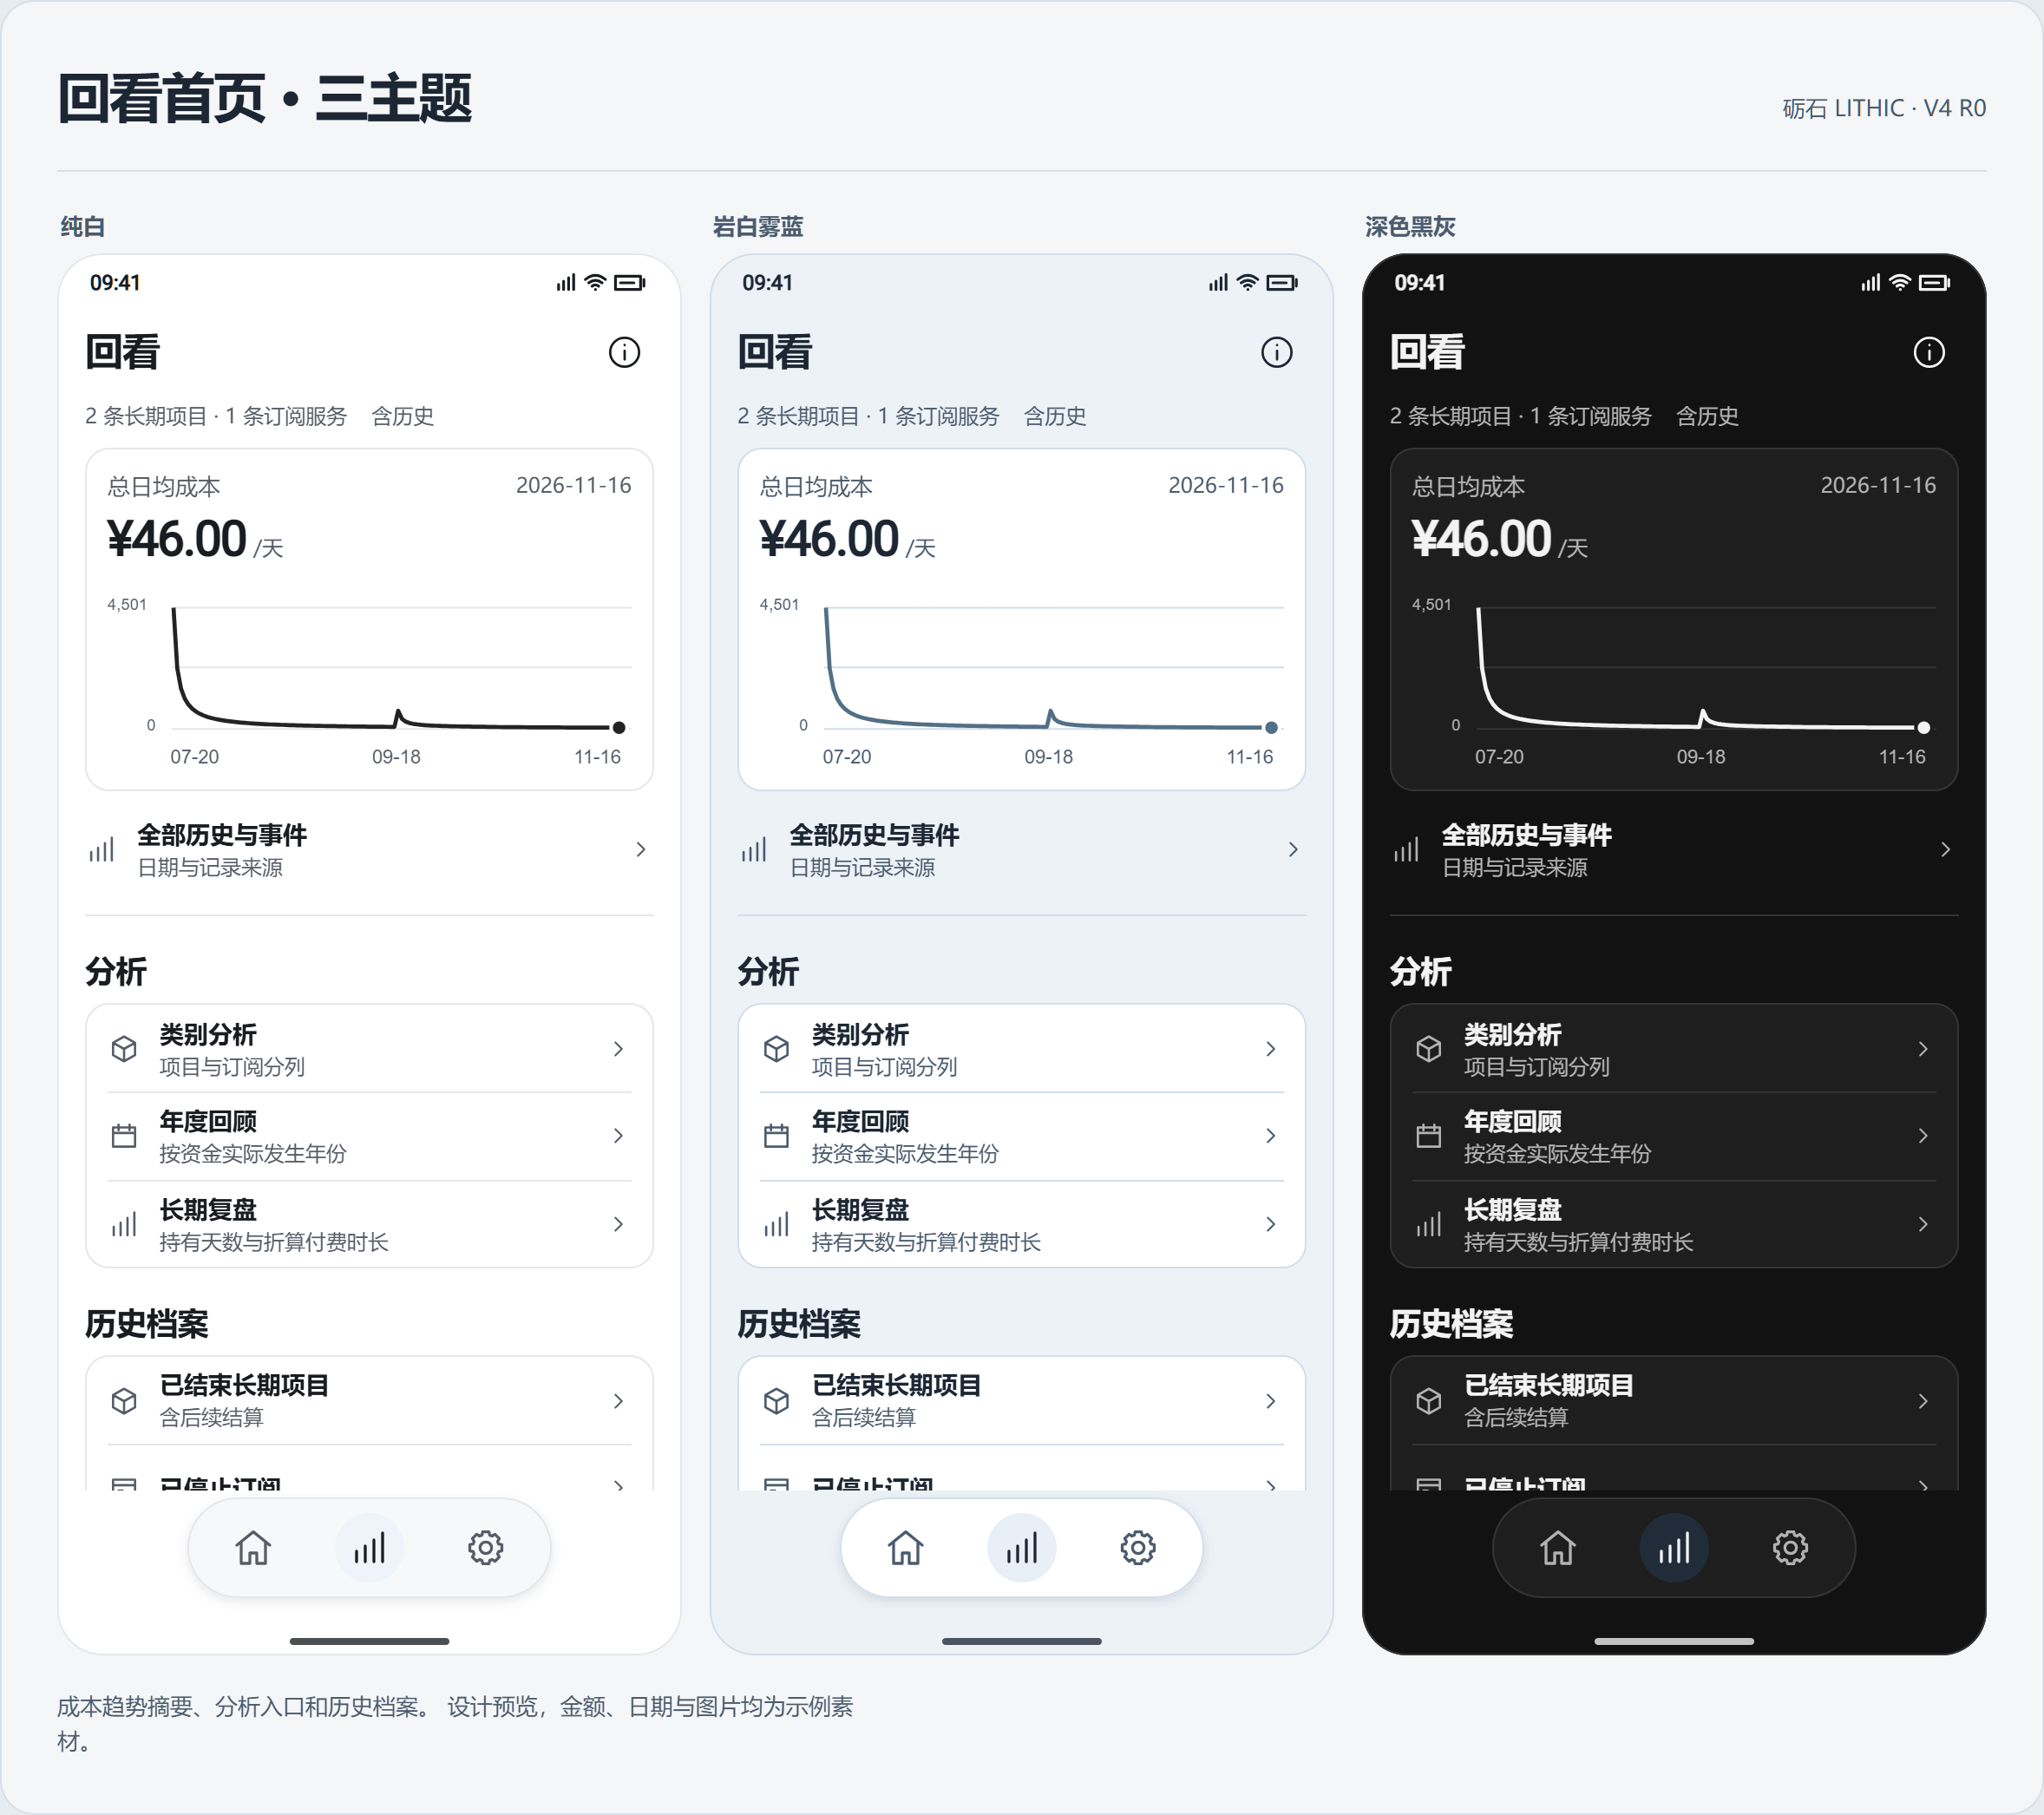 回看首页 • 三主题
砺石 LITHIC · V4 R0
纯白
09:41
回看
2 条长期项目 · 1 条订阅服务 含历史
总日均成本 2026-11-16
¥46.00 /天
4,501
0
07-20 09-18 11-16
全部历史与事件
日期与记录来源
分析
类别分析
项目与订阅分列
年度回顾
按资金实际发生年份
长期复盘
持有天数与折算付费时长
历史档案
已结束长期项目
含后续结算
已停止订阅
岩白雾蓝
09:41
回看
2 条长期项目 · 1 条订阅服务 含历史
总日均成本 2026-11-16
¥46.00 /天
4,501
0
07-20 09-18 11-16
全部历史与事件
日期与记录来源
分析
类别分析
项目与订阅分列
年度回顾
按资金实际发生年份
长期复盘
持有天数与折算付费时长
历史档案
已结束长期项目
含后续结算
已停止订阅
深色黑灰
09:41
回看
2 条长期项目 · 1 条订阅服务 含历史
总日均成本 2026-11-16
¥46.00 /天
4,501
0
07-20 09-18 11-16
全部历史与事件
日期与记录来源
分析
类别分析
项目与订阅分列
年度回顾
按资金实际发生年份
长期复盘
持有天数与折算付费时长
历史档案
已结束长期项目
含后续结算
已停止订阅
成本趋势摘要、分析入口和历史档案。 设计预览，金额、日期与图片均为示例素
材。